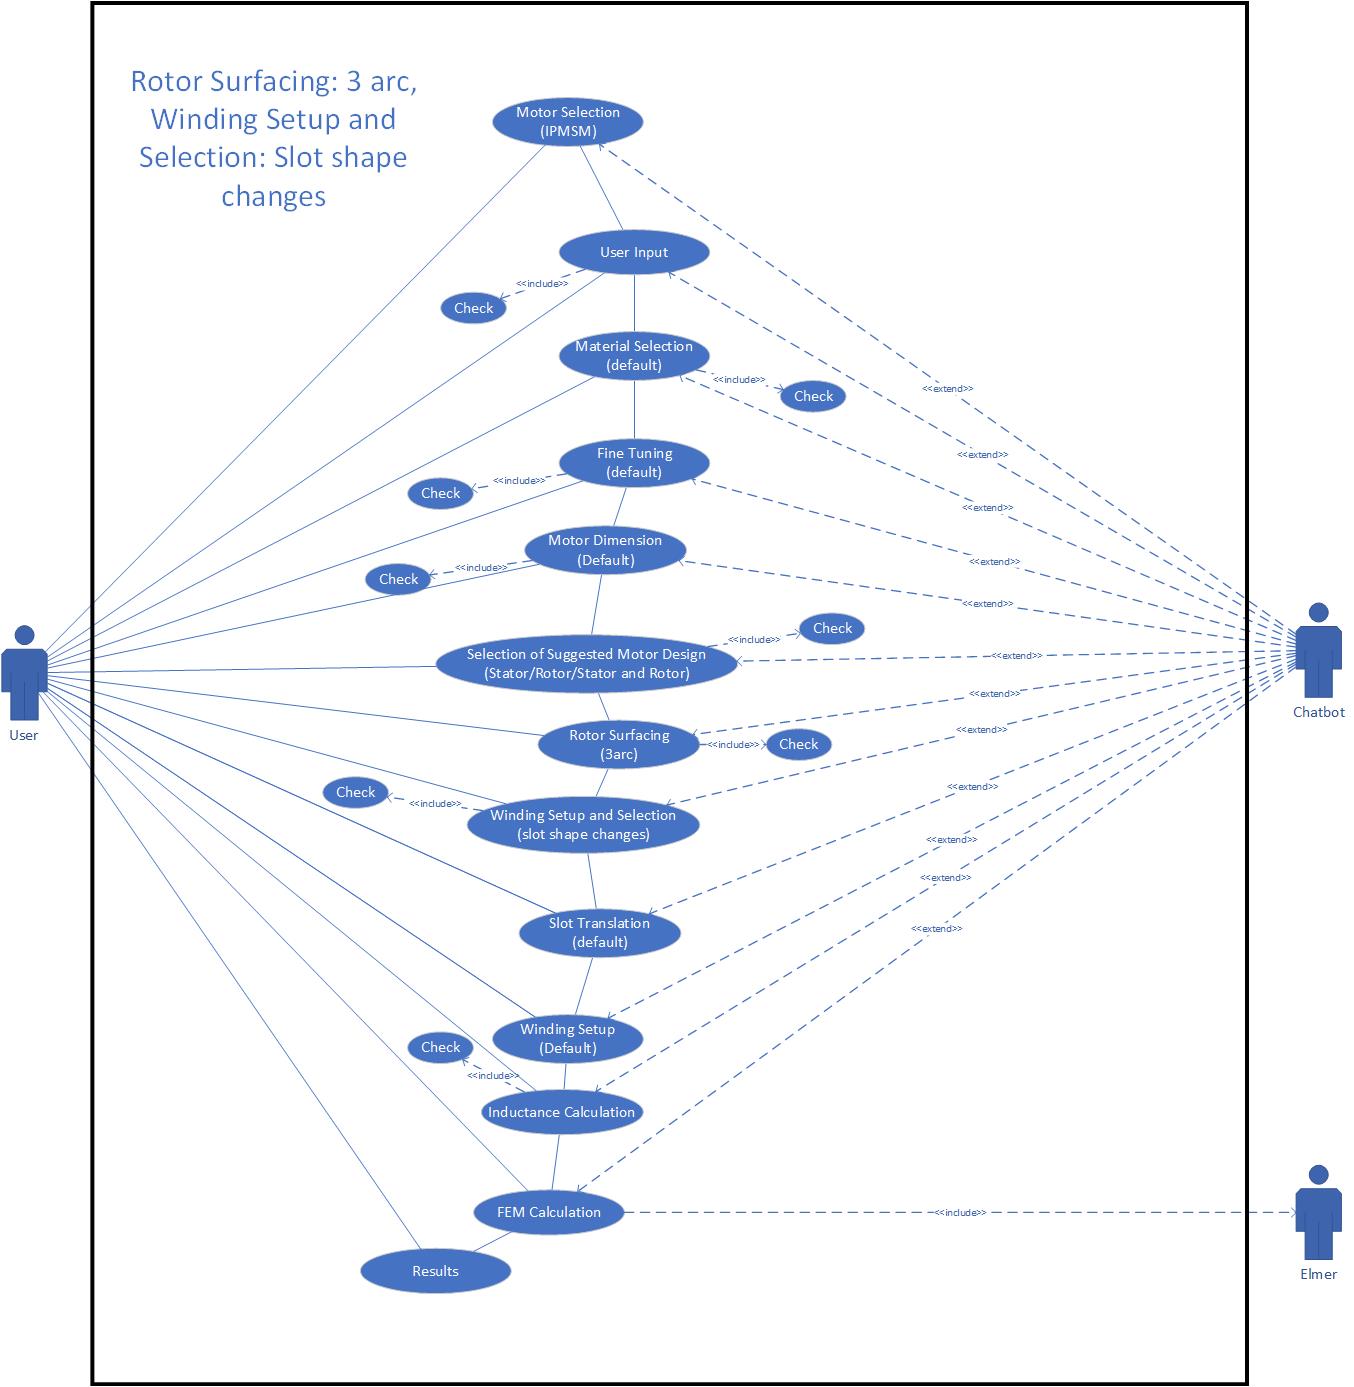 Rotor Surfacing: 3 arc,
Winding Setup and
Selection: Slot shape
changes
Motor Selection
(IPMSM)
User Input
<<include>>
Check
Material Selection
(default)
<<include>>
Check
<<extend>>
<<extend>>
Fine Tuning
(default)
<<include>>
Check
<<extend>>
Motor Dimension
(Default)
<<include>>
Check
<<extend>>
<<extend>>
Selection of Suggested Motor Design
(Stator/Rotor/Stator and Rotor)
<<include>>
Check
<<extend>>
<<extend>>
User
Chatbot
Rotor Surfacing
(3arc)
<<include>>
Check
<<extend>>
Check
<<include>>
Winding Setup and Selection
(slot shape changes)
<<extend>>
<<extend>>
<<extend>>
Slot Translation
(default)
<<extend>>
Winding Setup
(Default)
Check
<<include>>
Inductance Calculation
FEM Calculation
<<include>>
Results
Elmer